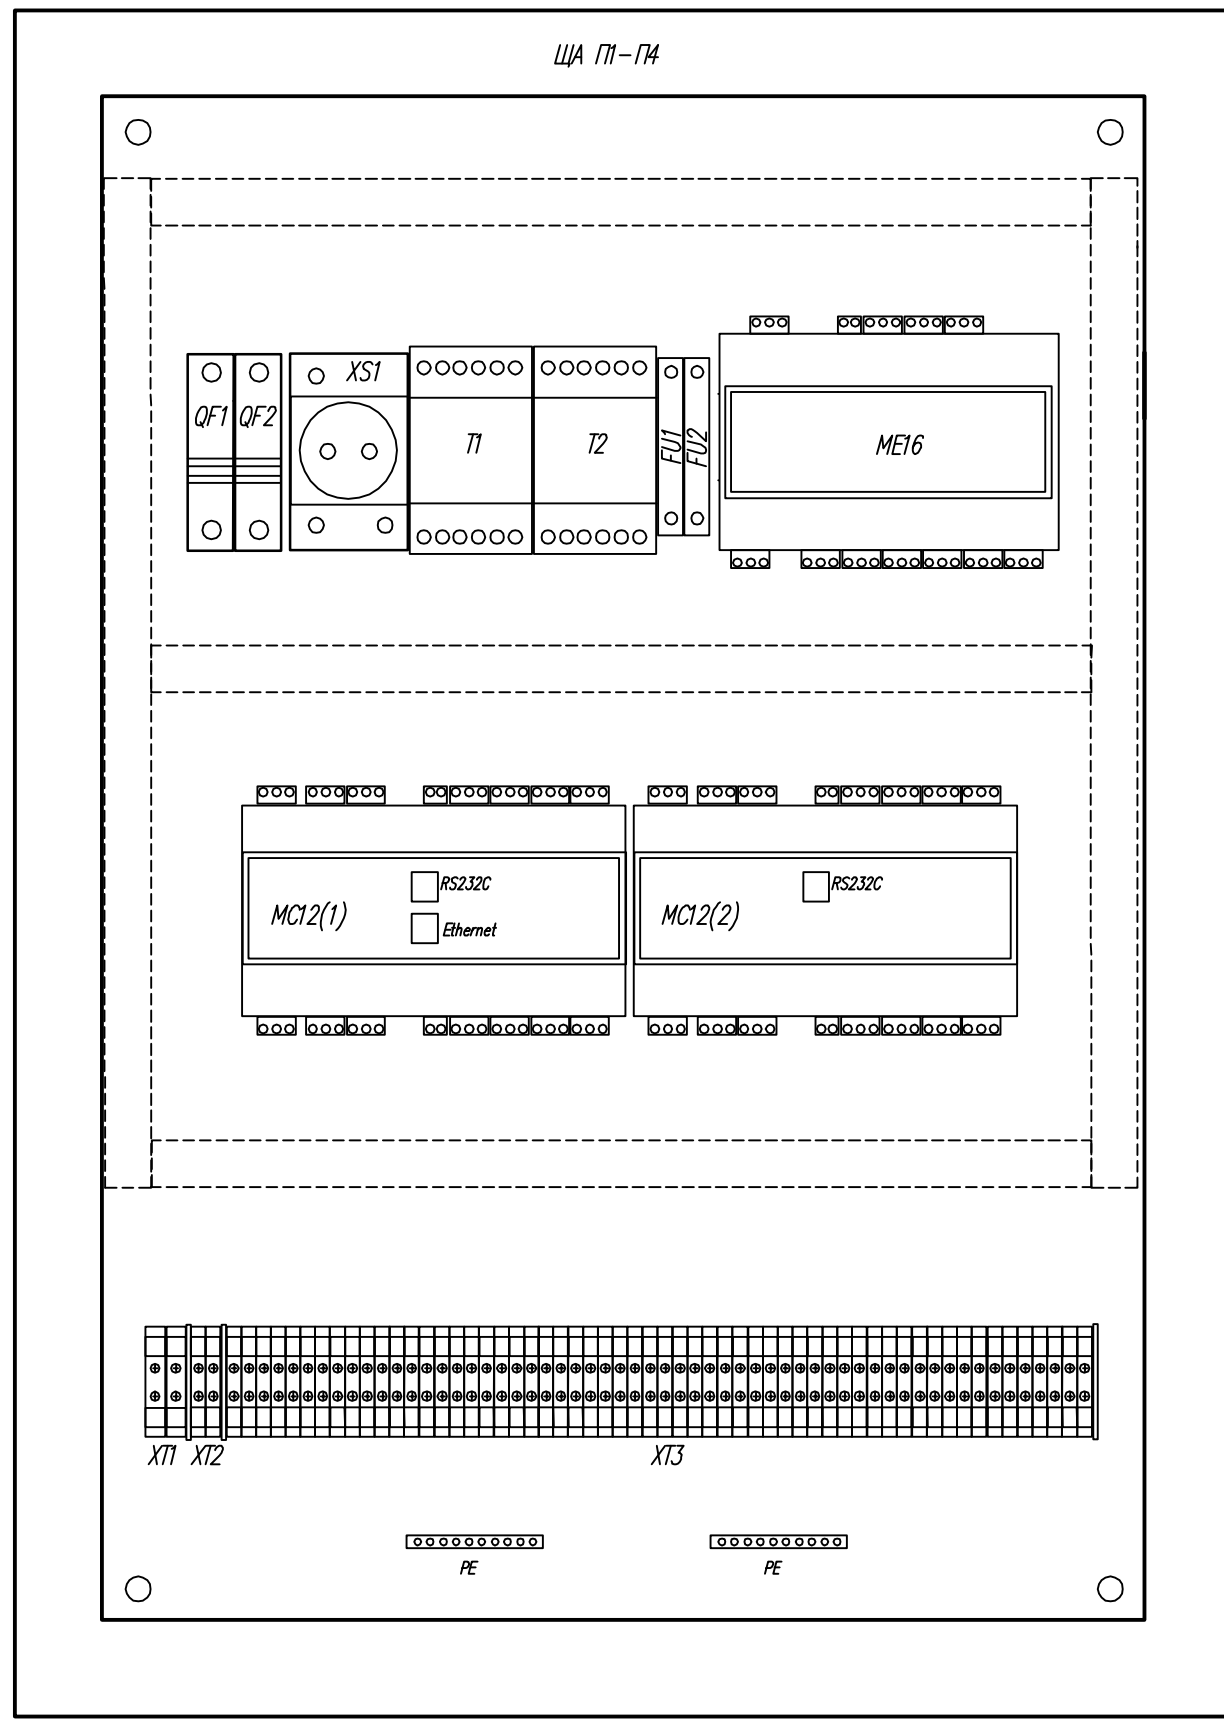 ЩА П1-П4
XS1
QF1 QF2
T1
T2
FU1
FU2
ME16
RS232C
MC12(1)
Ethernet
RS232C
MC12(2)
XT1 XT2
XT3
PE
PE